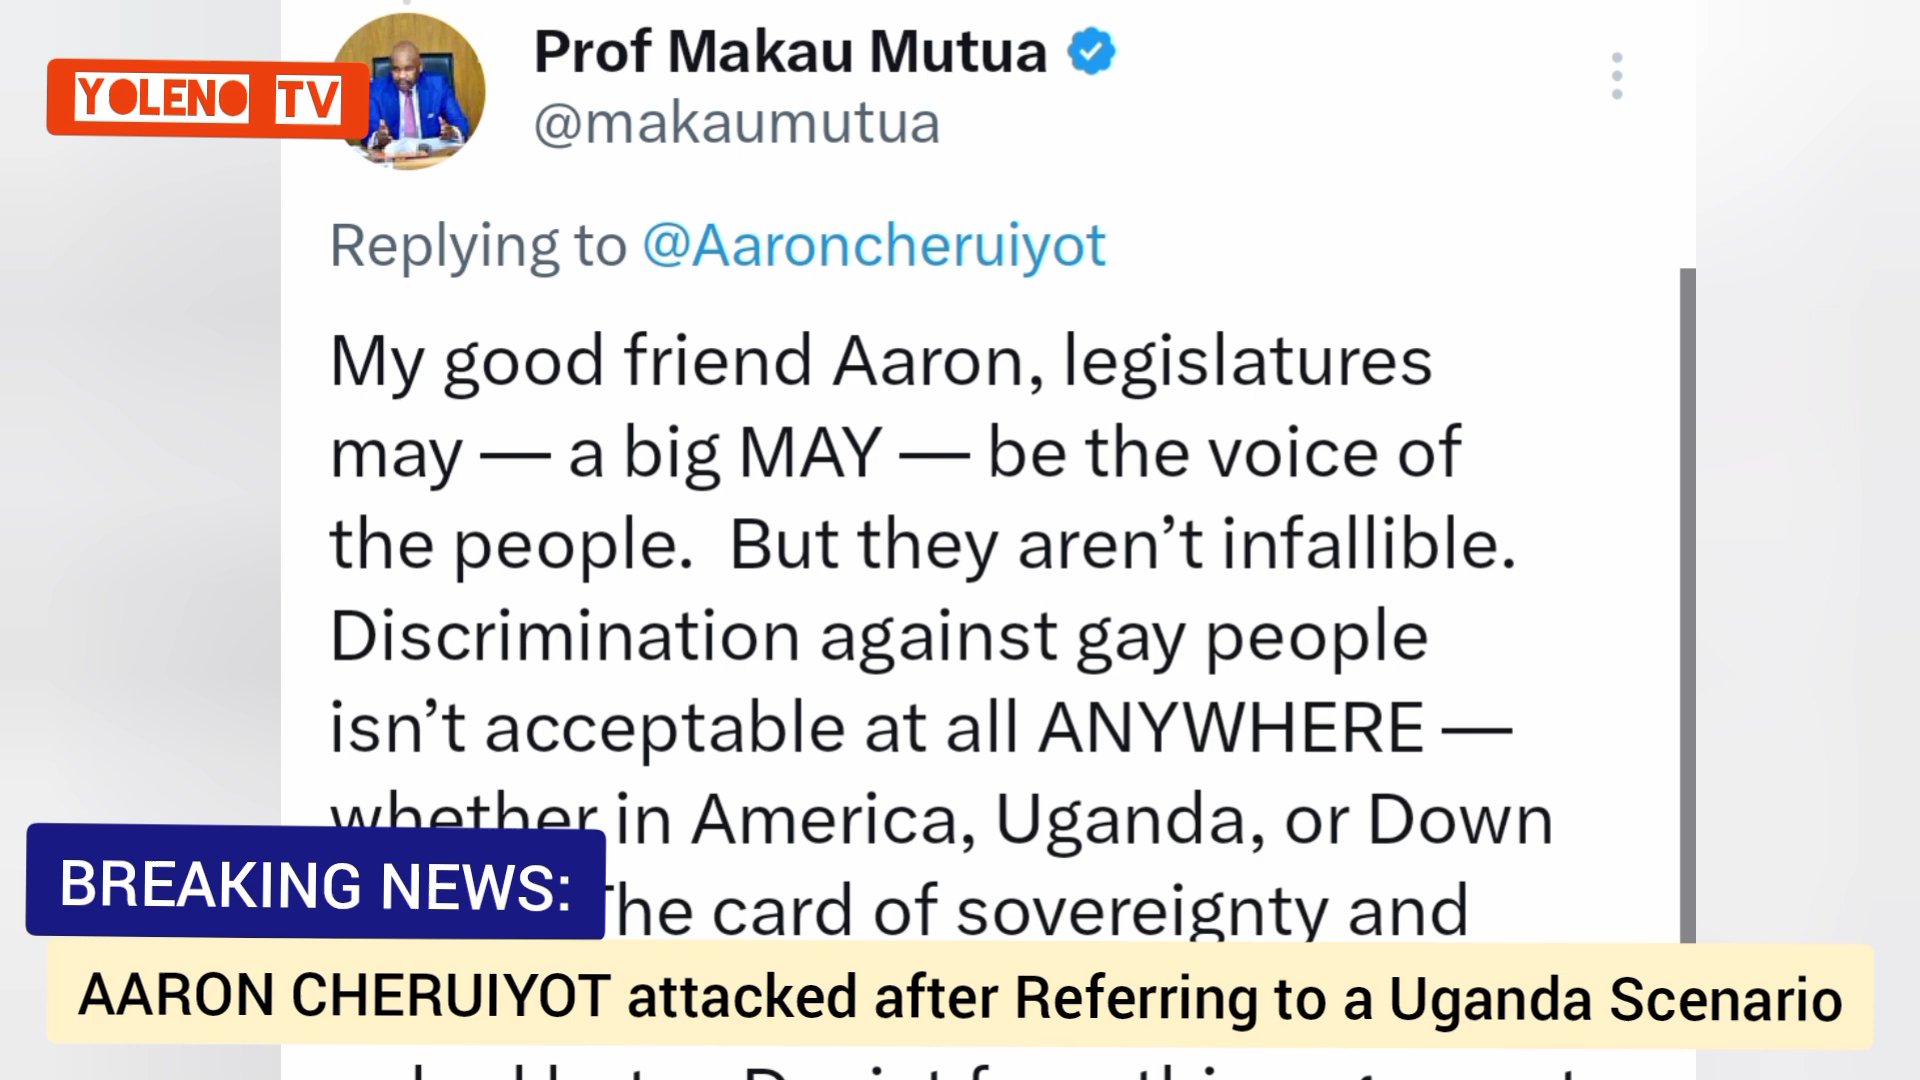 YOLENO TV
Prof Makau Mutua
@makaumutua
Replying to @Aaroncheruiyot
My good friend Aaron, legislatures
may — a big MAY — be the voice of
the people.  But they aren’t infallible.
Discrimination against gay people
isn’t acceptable at all ANYWHERE —
whether in America, Uganda, or Down
The card of sovereignty and
BREAKING NEWS:
AARON CHERUIYOT attacked after Referring to a Uganda Scenario